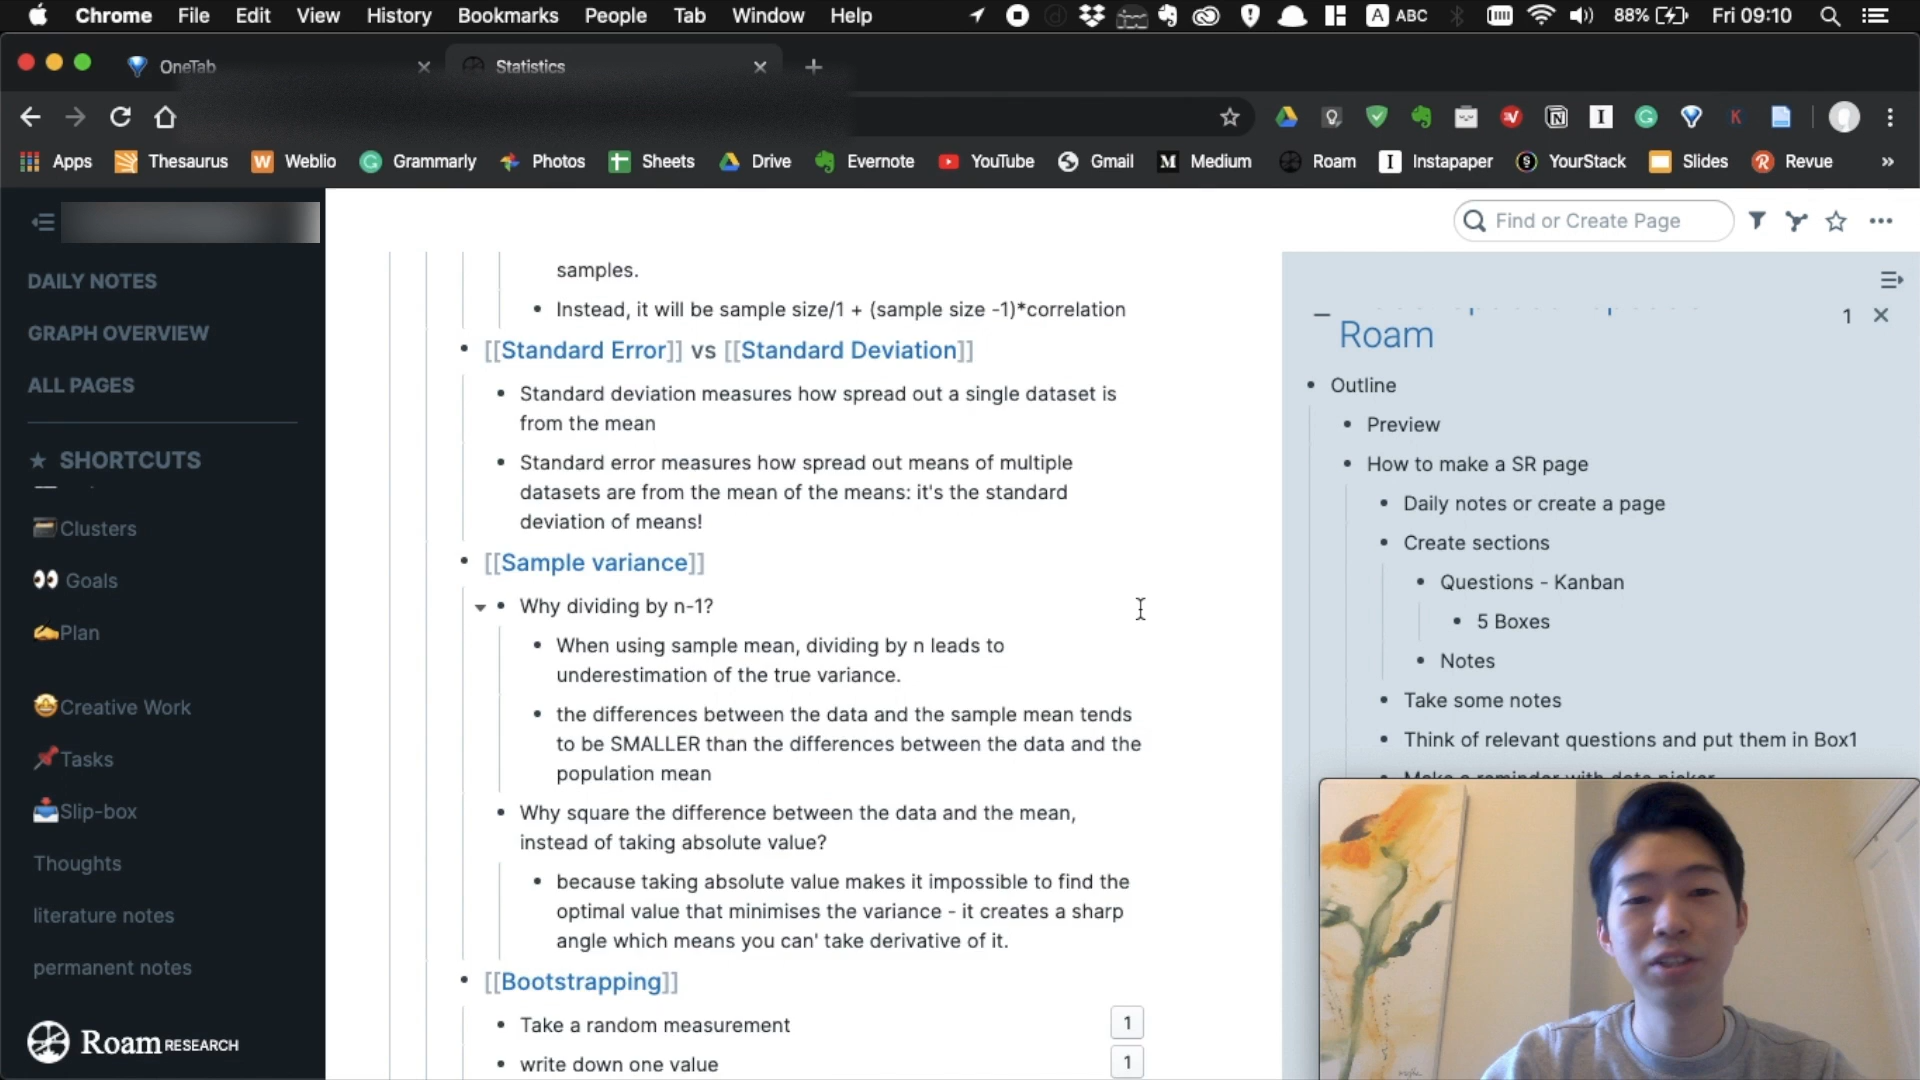 Chrome File Edit View History Bookmarks People Tab Window Help A ABC 88% Fri 09:10
OneTab Statistics
Apps Thesaurus Weblio Grammarly Photos Sheets Drive Evernote YouTube Gmail Medium Roam Instapaper YourStack Slides Revue »
Find or Create Page
DAILY NOTES
GRAPH OVERVIEW
ALL PAGES
SHORTCUTS
Clusters
Goals
Plan
Creative Work
Tasks
Slip-box
Thoughts
literature notes
permanent notes
Roam RESEARCH
samples.
Instead, it will be sample size/1 + (sample size -1)*correlation
[[Standard Error]] vs [[Standard Deviation]]
Standard deviation measures how spread out a single dataset is
from the mean
Standard error measures how spread out means of multiple
datasets are from the mean of the means: it's the standard
deviation of means!
[[Sample variance]]
Why dividing by n-1?
When using sample mean, dividing by n leads to
underestimation of the true variance.
the differences between the data and the sample mean tends
to be SMALLER than the differences between the data and the
population mean
Why square the difference between the data and the mean,
instead of taking absolute value?
because taking absolute value makes it impossible to find the
optimal value that minimises the variance - it creates a sharp
angle which means you can' take derivative of it.
[[Bootstrapping]]
Take a random measurement 1
write down one value 1
1
Roam
Outline
Preview
How to make a SR page
Daily notes or create a page
Create sections
Questions - Kanban
5 Boxes
Notes
Take some notes
Think of relevant questions and put them in Box1